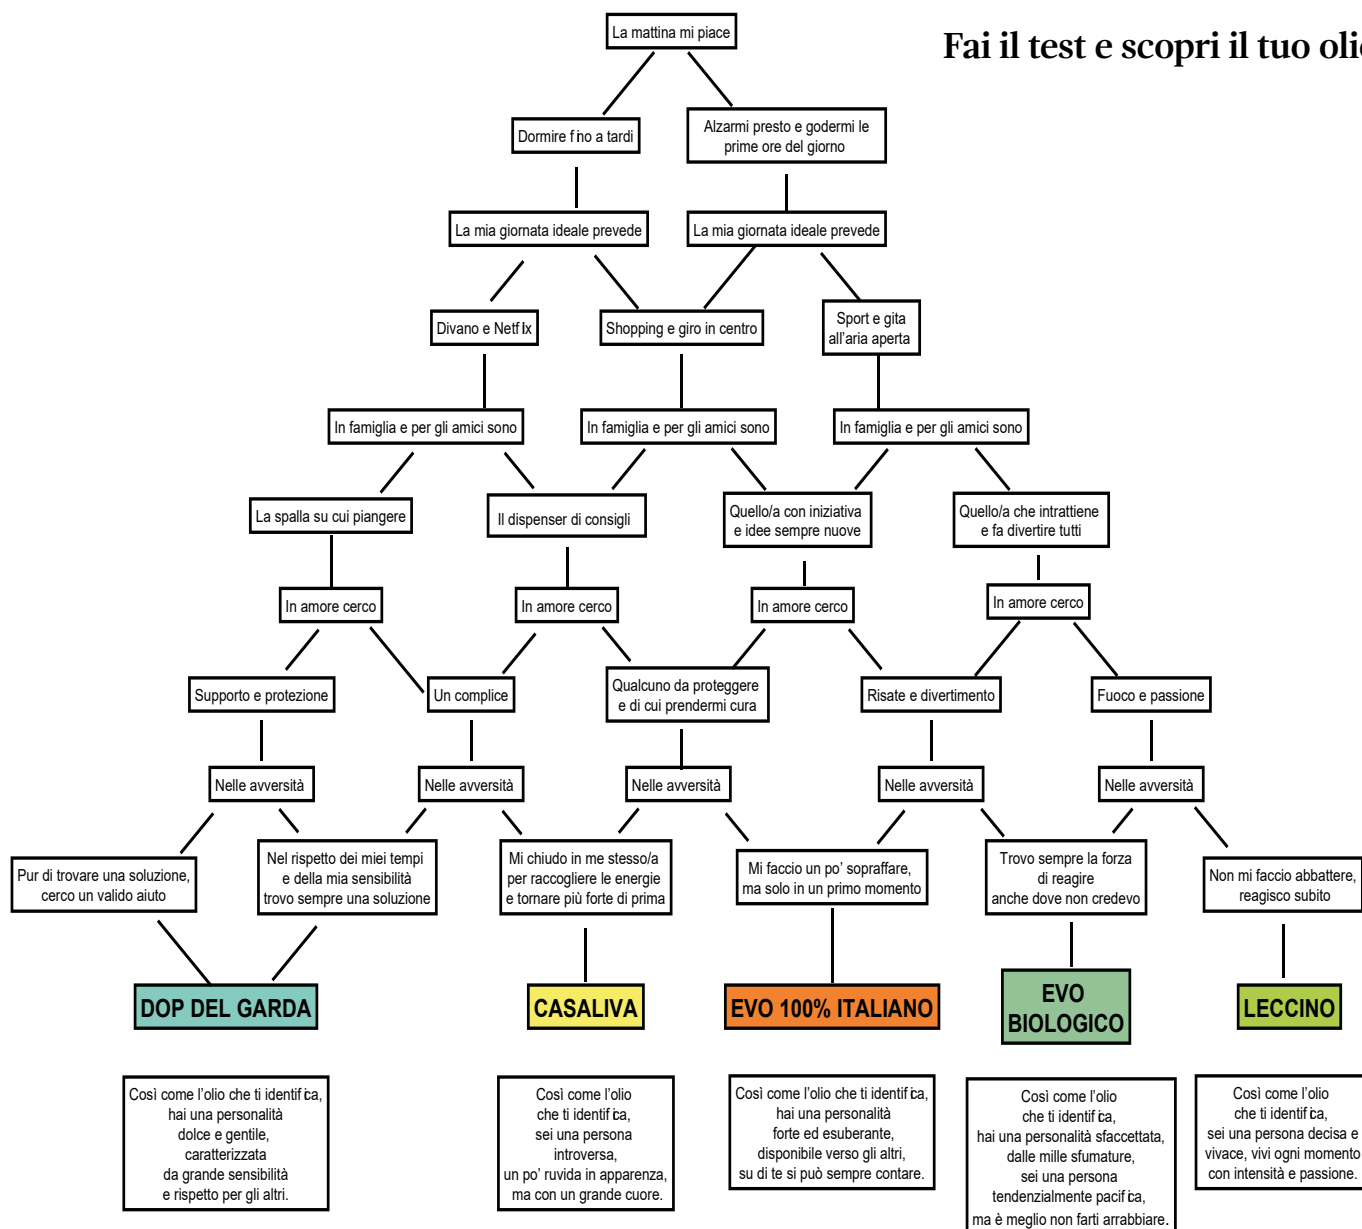 La mattina mi piace
Fai il test e scopri il tuo olio
Dormire fino a tardi
Alzarmi presto e godermi le
prime ore del giorno
La mia giornata ideale prevede
La mia giornata ideale prevede
Divano e Netflix
Shopping e giro in centro
Sport e gita
all'aria aperta
In famiglia e per gli amici sono
In famiglia e per gli amici sono
In famiglia e per gli amici sono
La spalla su cui piangere
Il dispenser di consigli
Quello/a con iniziativa
e idee sempre nuove
Quello/a che intrattiene
e fa divertire tutti
In amore cerco
In amore cerco
In amore cerco
In amore cerco
Supporto e protezione
Un complice
Qualcuno da proteggere
e di cui prendermi cura
Risate e divertimento
Fuoco e passione
Nelle avversità
Nelle avversità
Nelle avversità
Nelle avversità
Nelle avversità
Pur di trovare una soluzione,
cerco un valido aiuto
Nel rispetto dei miei tempi
e della mia sensibilità
trovo sempre una soluzione
Mi chiudo in me stesso/a
per raccogliere le energie
e tornare più forte di prima
Mi faccio un po' sopraffare,
ma solo in un primo momento
Trovo sempre la forza
di reagire
anche dove non credevo
Non mi faccio abbattere,
reagisco subito
DOP DEL GARDA
CASALIVA
EVO 100% ITALIANO
EVO
BIOLOGICO
LECCINO
Così come l'olio che ti identifica,
hai una personalità
dolce e gentile,
caratterizzata
da grande sensibilità
e rispetto per gli altri.
Così come l'olio
che ti identifica,
sei una persona
introversa,
un po' ruvida in apparenza,
ma con un grande cuore.
Così come l'olio che ti identifica,
hai una personalità
forte ed esuberante,
disponibile verso gli altri,
su di te si può sempre contare.
Così come l'olio
che ti identifica,
hai una personalità sfaccettata,
dalle mille sfumature,
sei una persona
tendenzialmente pacifica,
ma è meglio non farti arrabbiare.
Così come l'olio
che ti identifica,
sei una persona decisa e
vivace, vivi ogni momento
con intensità e passione.